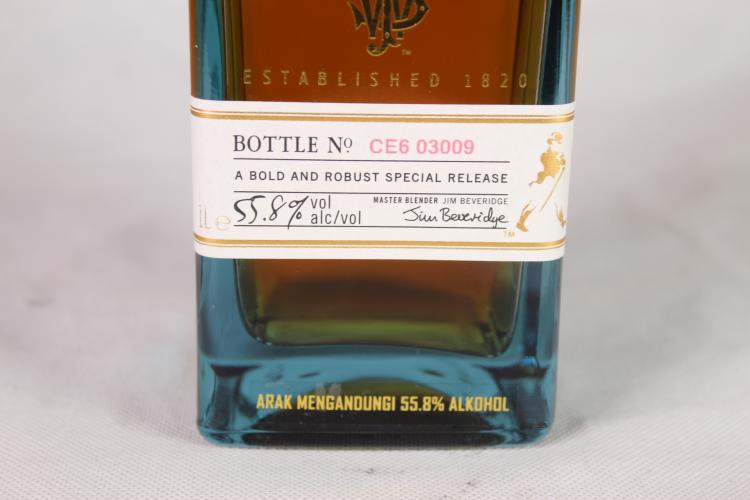 ESTABLISHED 1820
BOTTLE Nº CE6 03009
A BOLD AND ROBUST SPECIAL RELEASE
1L e 55.8% vol alc/vol
MASTER BLENDER JIM BEVERIDGE
Jim Beveridge
TM
ARAK MENGANDUNGI 55.8% ALKOHOL